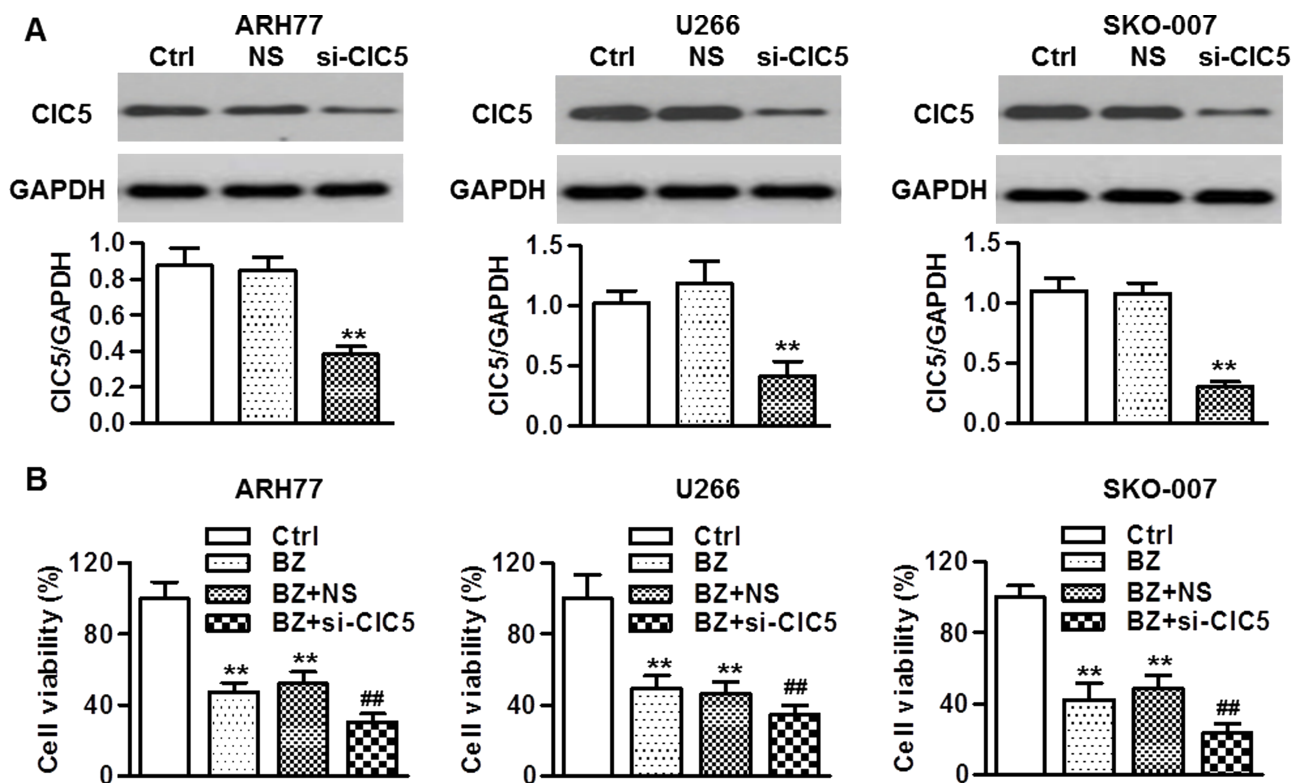 A
ARH77
Ctrl NS si-ClC5
ClC5
GAPDH
ClC5/GAPDH
1.0
0.8
0.6
0.4
0.2
0.0
**
U266
Ctrl NS si-ClC5
ClC5
GAPDH
ClC5/GAPDH
1.5
1.0
0.5
0.0
**
SKO-007
Ctrl NS si-ClC5
ClC5
GAPDH
ClC5/GAPDH
1.5
1.0
0.5
0.0
**
B
ARH77
Ctrl
BZ
BZ+NS
BZ+si-ClC5
Cell viability (%)
120
80
40
0
** ** ##
U266
Ctrl
BZ
BZ+NS
BZ+si-ClC5
Cell viability (%)
120
80
40
0
** ** ##
SKO-007
Ctrl
BZ
BZ+NS
BZ+si-ClC5
Cell viability (%)
120
80
40
0
** ** ##